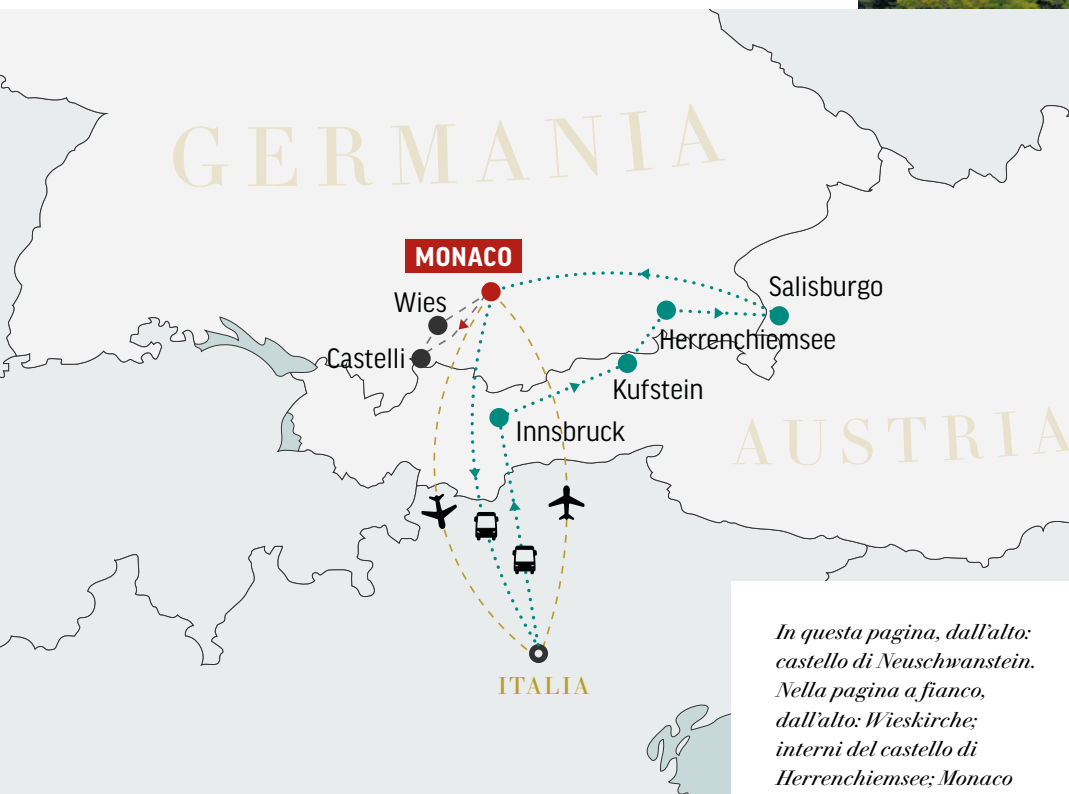 GERMANIA
MONACO
Wies
Salisburgo
Herrenchiemsee
Castelli
Kufstein
Innsbruck
AUSTRIA
ITALIA
In questa pagina, dall'alto:
castello di Neuschwanstein.
Nella pagina a fianco,
dall'alto: Wieskirche;
interni del castello di
Herrenchiemsee; Monaco